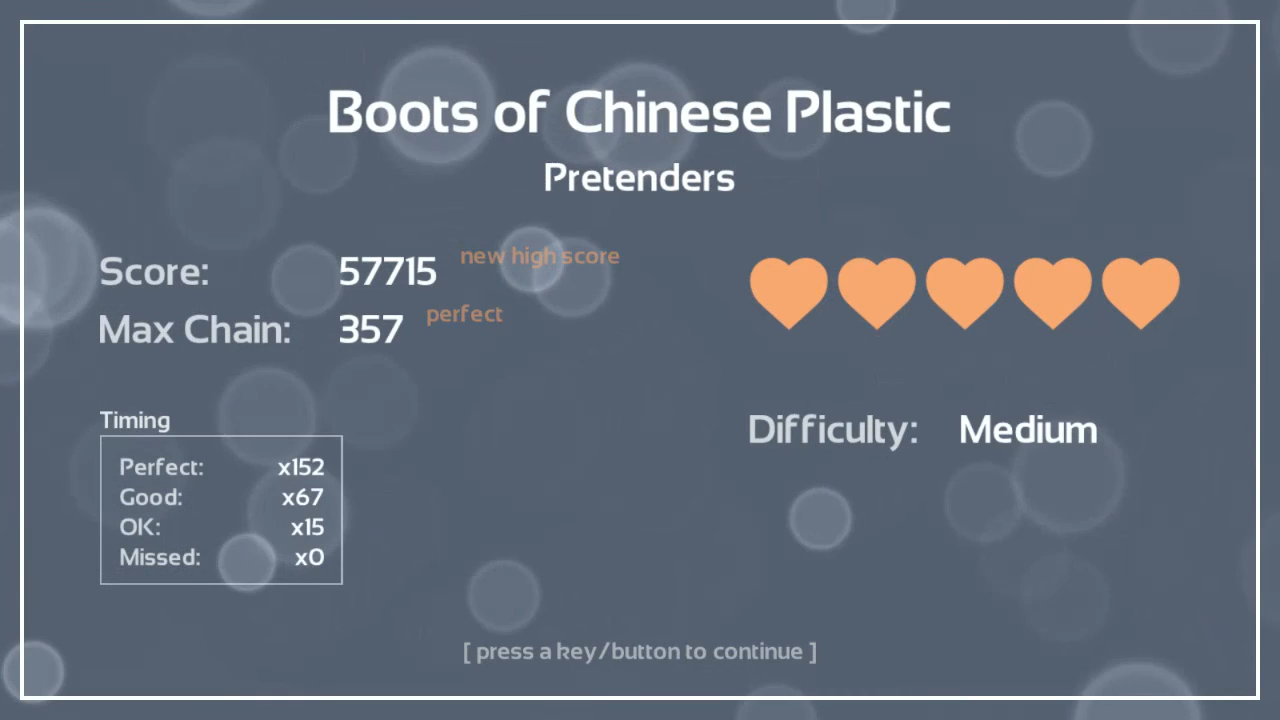 Boots of Chinese Plastic
Pretenders
Score: 57715 new high score
Max Chain: 357 perfect
Timing
Perfect: x152
Good: x67
OK: x15
Missed: x0
Difficulty: Medium
[ press a key/button to continue ]